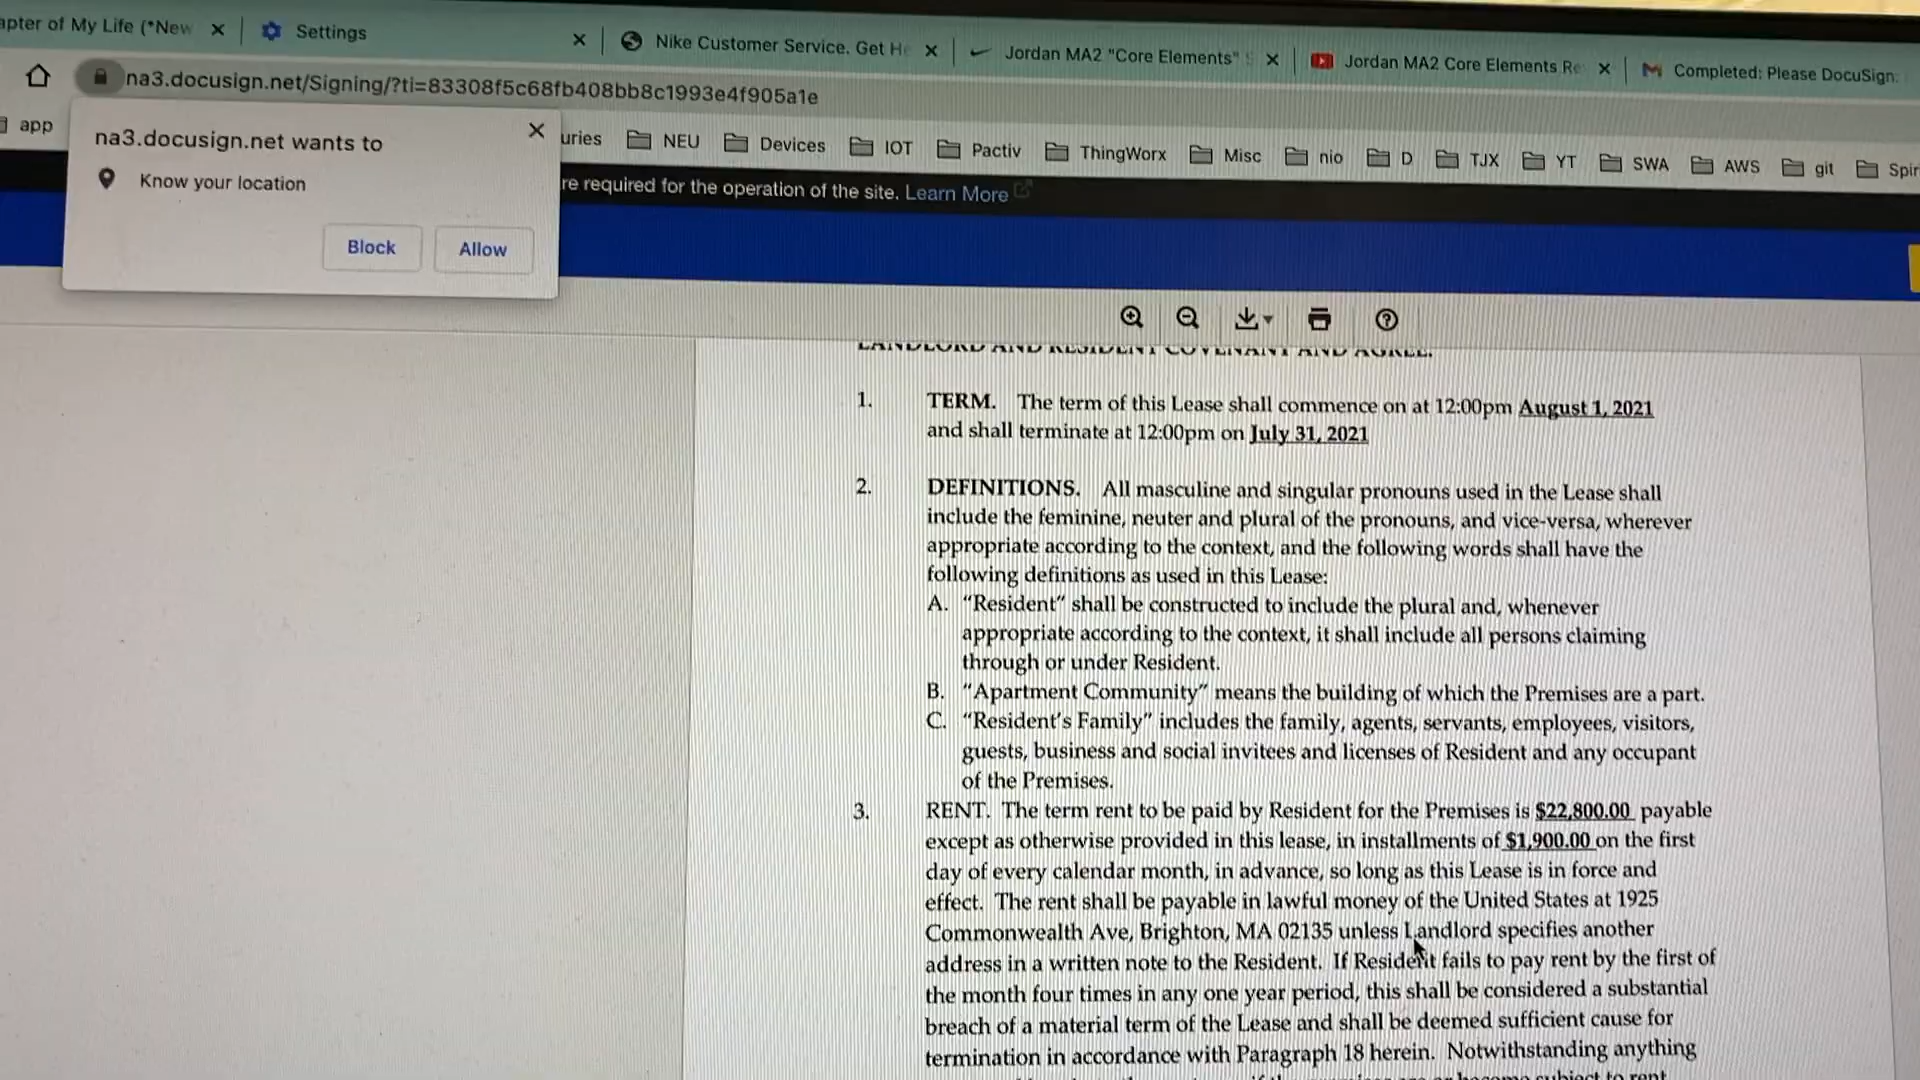 apter of My Life (*New
Settings
Nike Customer Service. Get H
Jordan MA2 "Core Elements"
Jordan MA2 Core Elements Re
Completed: Please DocuSign:
na3.docusign.net/Signing/?ti=83308f5c68fb408bb8c1993e4f905a1e
app
uries
NEU
Devices
IOT
Pactiv
ThingWorx
Misc
nio
D
TJX
YT
SWA
AWS
git
Spir
na3.docusign.net wants to
Know your location
Block
Allow
re required for the operation of the site. Learn More
LANDLORD AND RESIDENT COVENANT AND AGREE:
1. TERM. The term of this Lease shall commence on at 12:00pm August 1, 2021
and shall terminate at 12:00pm on July 31, 2021
2. DEFINITIONS. All masculine and singular pronouns used in the Lease shall
include the feminine, neuter and plural of the pronouns, and vice-versa, wherever
appropriate according to the context, and the following words shall have the
following definitions as used in this Lease:
A. "Resident" shall be constructed to include the plural and, whenever
appropriate according to the context, it shall include all persons claiming
through or under Resident.
B. "Apartment Community" means the building of which the Premises are a part.
C. "Resident's Family" includes the family, agents, servants, employees, visitors,
guests, business and social invitees and licenses of Resident and any occupant
of the Premises.
3. RENT. The term rent to be paid by Resident for the Premises is $22,800.00 payable
except as otherwise provided in this lease, in installments of $1,900.00 on the first
day of every calendar month, in advance, so long as this Lease is in force and
effect. The rent shall be payable in lawful money of the United States at 1925
Commonwealth Ave, Brighton, MA 02135 unless Landlord specifies another
address in a written note to the Resident. If Resident fails to pay rent by the first of
the month four times in any one year period, this shall be considered a substantial
breach of a material term of the Lease and shall be deemed sufficient cause for
termination in accordance with Paragraph 18 herein. Notwithstanding anything
subject to rent